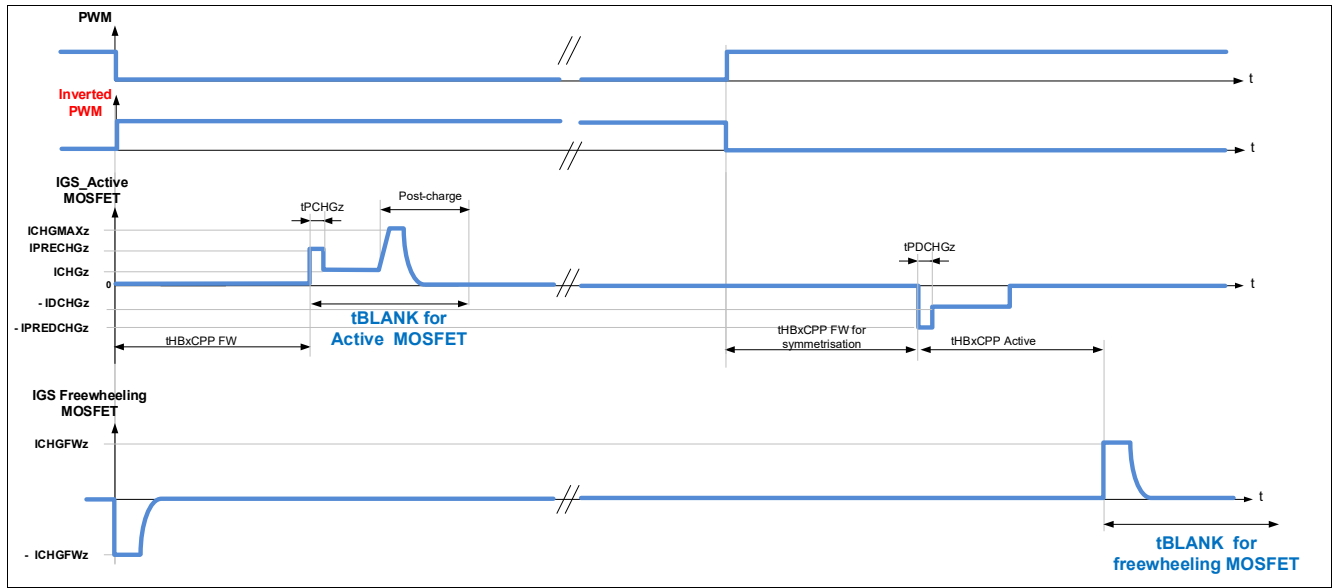 PWM
t
Inverted
PWM
t
IGS_Active
MOSFET
tPCHGz
Post-charge
ICHGMAXz
IPRECHGz
ICHGz
0
- IDCHGz
- IPREDCHGz
tPDCHGz
t
tBLANK for
Active MOSFET
tHBxCPP FW
tHBxCPP FW for
symmetrisation
tHBxCPP Active
IGS Freewheeling
MOSFET
ICHGFWz
t
- ICHGFWz
tBLANK for
freewheeling MOSFET